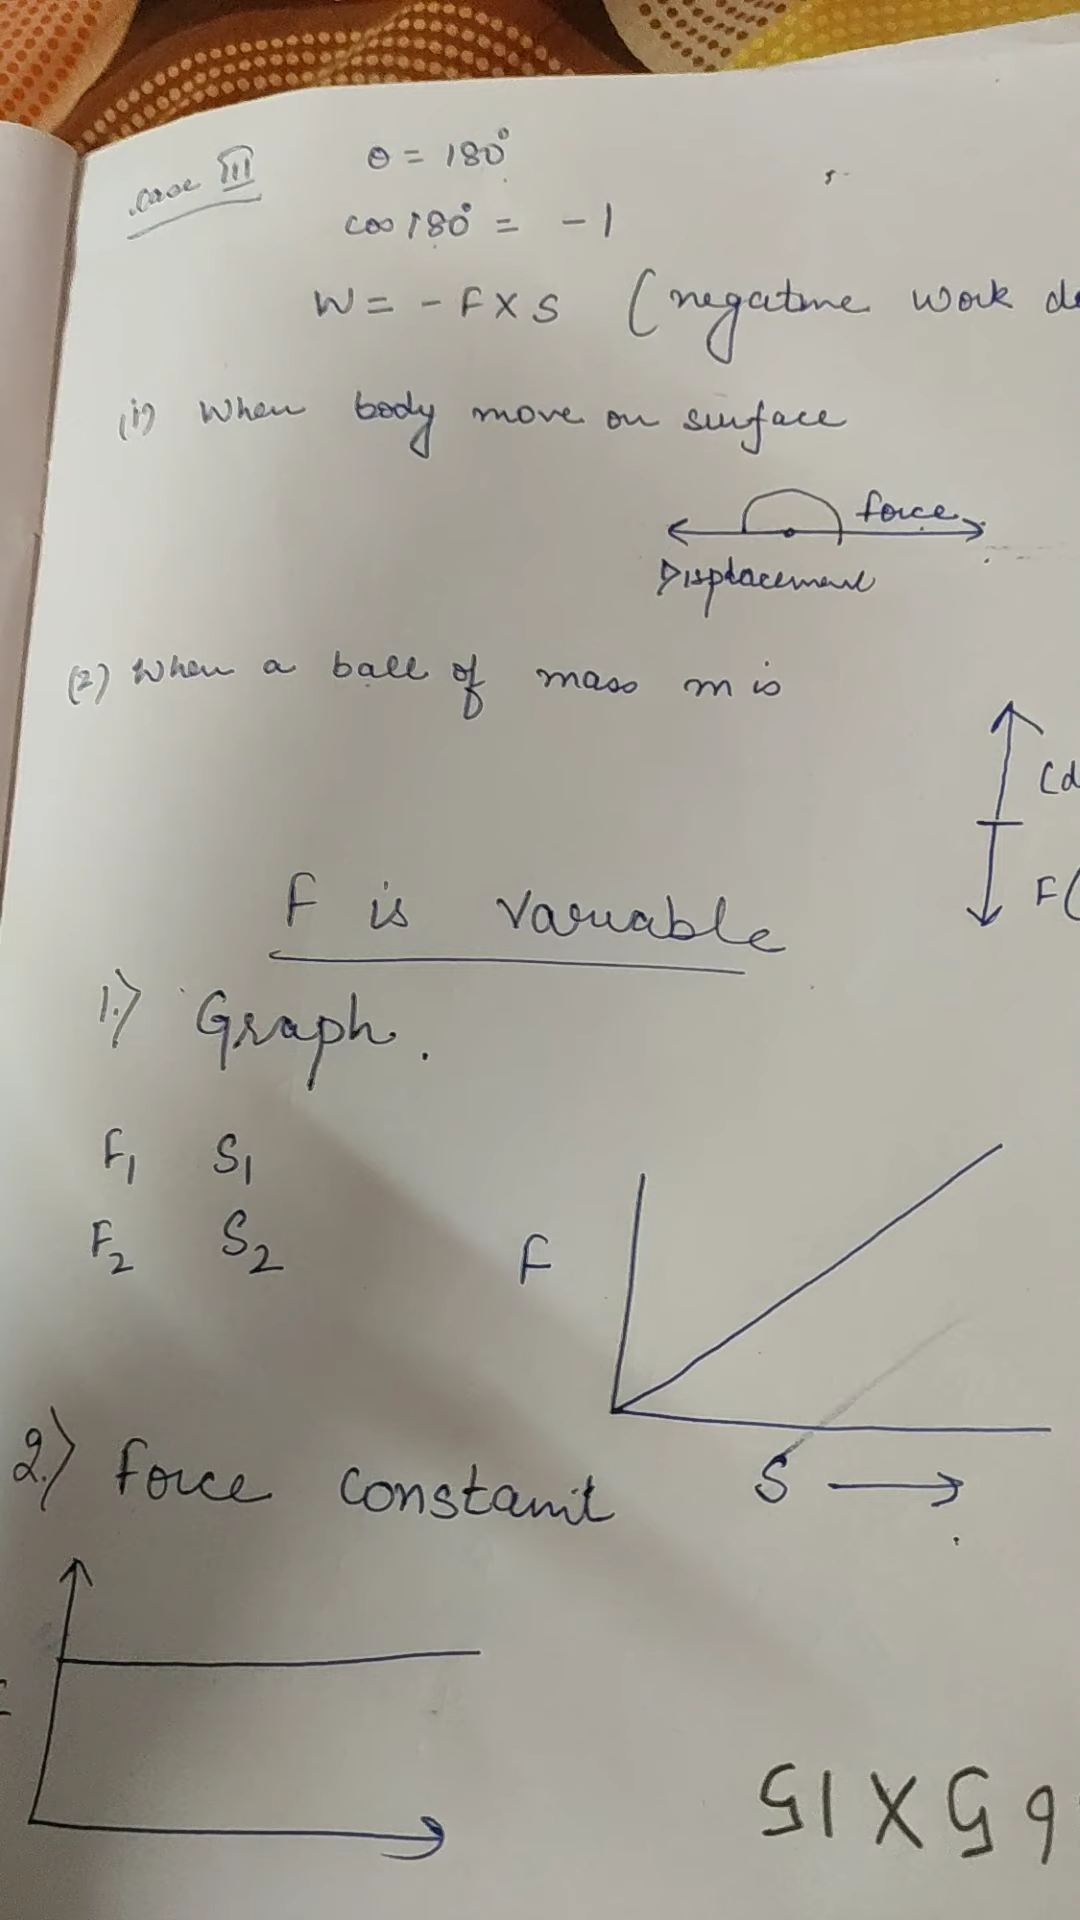 Case III
θ = 180°
cos 180° = -1
W = - F X S (negative work
(i) When body move on surface
force
Displacement
(2) When a ball of mass m is
F is Variable
1.) Graph.
F₁ S₁
F₂ S₂
F
F
S
2.) force constant